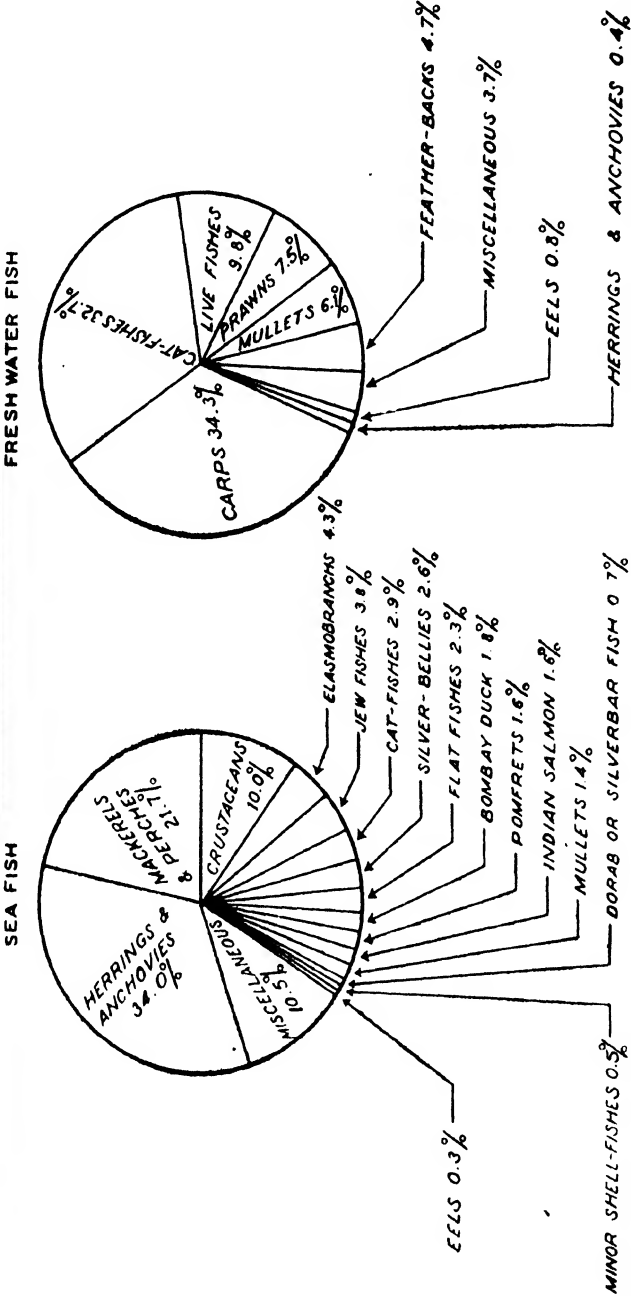 SEA FISH
HERRINGS &
ANCHOVIES
34.0%
MACKERELS
& PERCHES
21.7%
CRUSTACEANS
10.0%
MISCELLANEOUS
10.5%
ELASMOBRANCHS 4.3%
JEW FISHES 3.8%
CAT-FISHES 2.9%
SILVER-BELLIES 2.6%
FLAT FISHES 2.3%
BOMBAY DUCK 1.8%
POMFRETS 1.6%
INDIAN SALMON 1.6%
MULLETS 1.4%
DORAB OR SILVERBAR FISH 0 7%
MINOR SHELL-FISHES 0.5%
EELS 0.3%
FRESH WATER FISH
CARPS 34.3%
CAT-FISHES 32.7%
LIVE FISHES
9.8%
PRAWNS 7.5%
MULLETS 6.1%
FEATHER-BACKS 4.7%
MISCELLANEOUS 3.7%
EELS 0.8%
HERRINGS & ANCHOVIES 0.4%